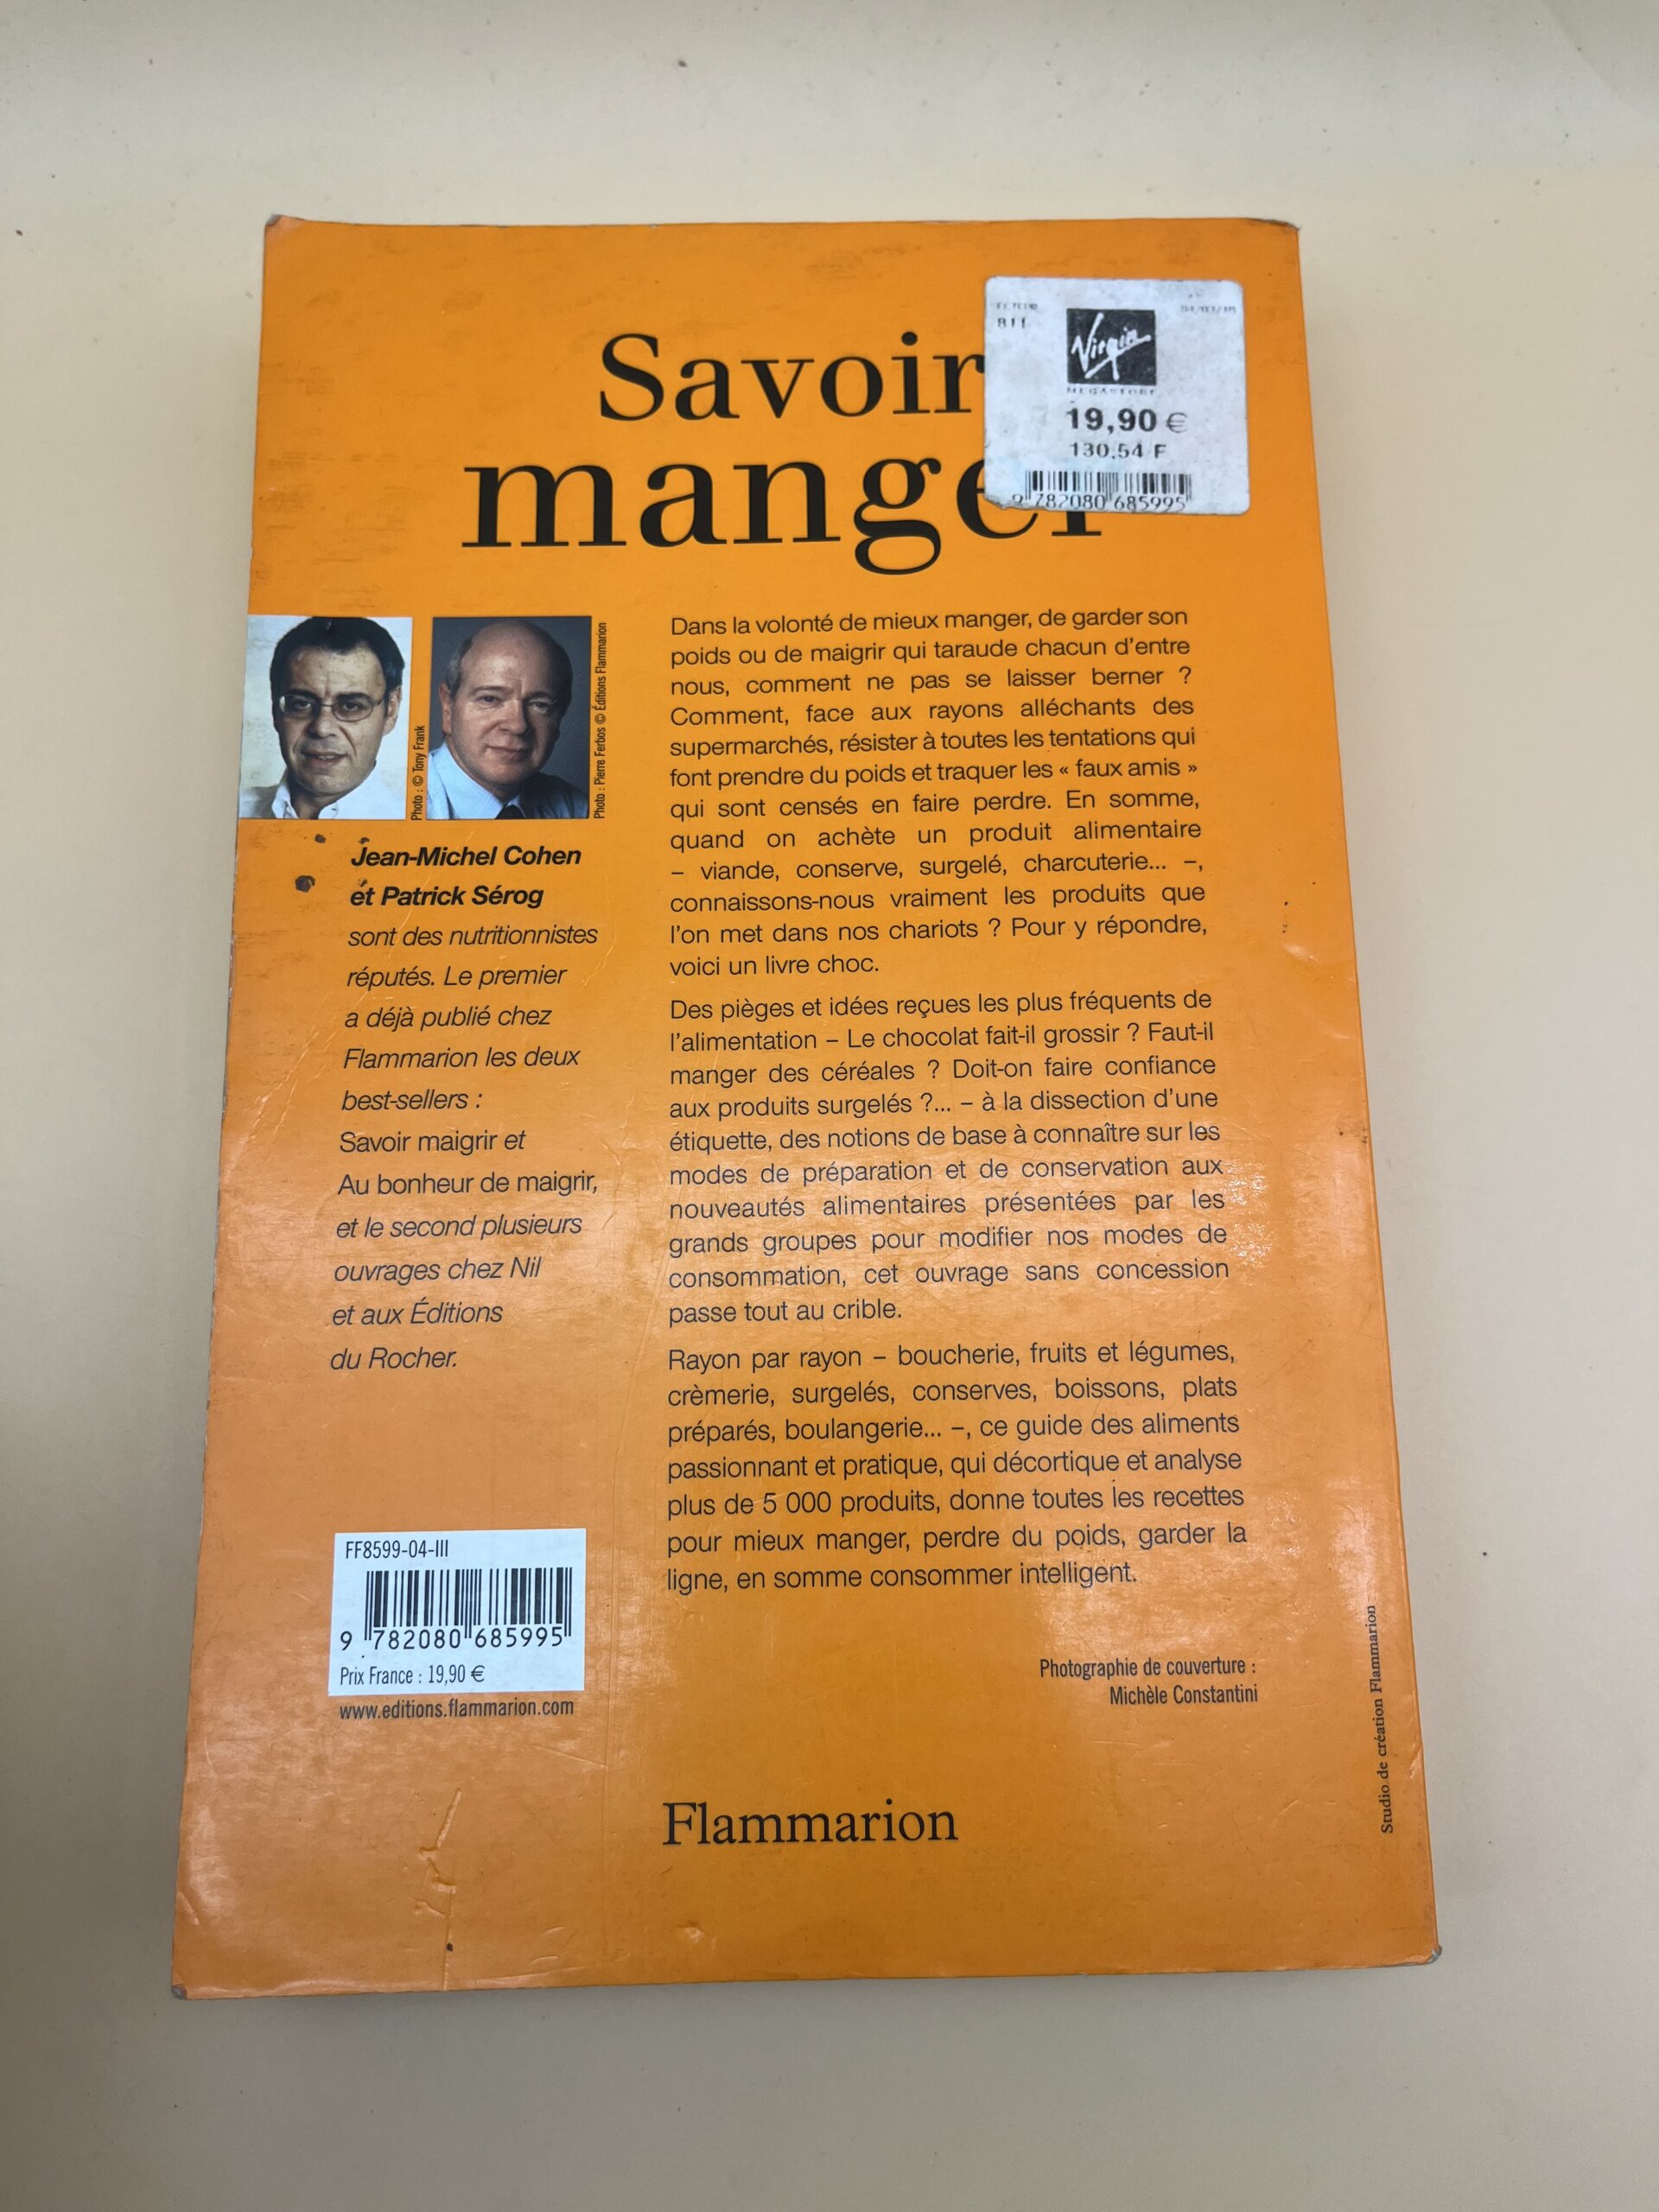 Savoir
manger
811
Virgin
MEGASTORE
19,90 €
130,54 F
9 782080 685995
Photo : © Tony Frank
Photo : Pierre Ferbos © Éditions Flammarion
Jean-Michel Cohen
et Patrick Sérog
sont des nutritionnistes
réputés. Le premier
a déjà publié chez
Flammarion les deux
best-sellers :
Savoir maigrir et
Au bonheur de maigrir,
et le second plusieurs
ouvrages chez Nil
et aux Éditions
du Rocher.
Dans la volonté de mieux manger, de garder son
poids ou de maigrir qui taraude chacun d'entre
nous, comment ne pas se laisser berner ?
Comment, face aux rayons alléchants des
supermarchés, résister à toutes les tentations qui
font prendre du poids et traquer les « faux amis »
qui sont censés en faire perdre. En somme,
quand on achète un produit alimentaire
– viande, conserve, surgelé, charcuterie... –,
connaissons-nous vraiment les produits que
l'on met dans nos chariots ? Pour y répondre,
voici un livre choc.
Des pièges et idées reçues les plus fréquents de
l'alimentation – Le chocolat fait-il grossir ? Faut-il
manger des céréales ? Doit-on faire confiance
aux produits surgelés ?... – à la dissection d'une
étiquette, des notions de base à connaître sur les
modes de préparation et de conservation aux
nouveautés alimentaires présentées par les
grands groupes pour modifier nos modes de
consommation, cet ouvrage sans concession
passe tout au crible.
Rayon par rayon – boucherie, fruits et légumes,
crèmerie, surgelés, conserves, boissons, plats
préparés, boulangerie... –, ce guide des aliments
passionnant et pratique, qui décortique et analyse
plus de 5 000 produits, donne toutes les recettes
pour mieux manger, perdre du poids, garder la
ligne, en somme consommer intelligent.
FF8599-04-III
9 782080 685995
Prix France : 19,90 €
www.editions.flammarion.com
Photographie de couverture :
Michèle Constantini
Studio de création Flammarion
Flammarion